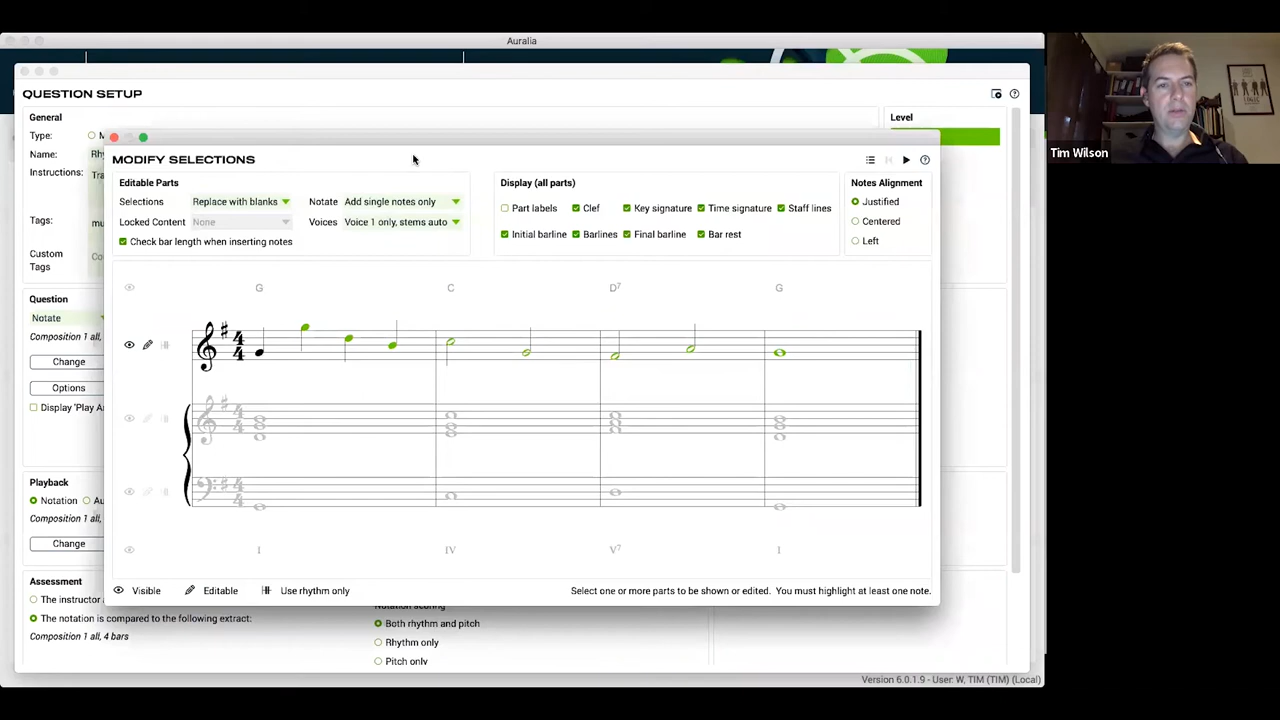 Auralia
QUESTION SETUP
General
Level
Type:
Name: Rhy
Instructions: Tra
Tags: mu
Custom
Tags
Question
Notate
Composition 1 all,
Change
Options
Display 'Play
Playback
Notation
Composition 1 all,
Change
Assessment
The instructor
The notation is compared to the following extract:
Composition 1 all, 4 bars
Both rhythm and pitch
Rhythm only
Pitch only
MODIFY SELECTIONS
Editable Parts
Selections Replace with blanks Notate Add single notes only
Locked Content None Voices Voice 1 only, stems auto
Check bar length when inserting notes
Display (all parts)
Part labels Clef Key signature Time signature Staff lines
Initial barline Barlines Final barline Bar rest
Notes Alignment
Justified
Centered
Left
G C D7 G
I IV V7 I
Visible Editable Use rhythm only
Select one or more parts to be shown or edited. You must highlight at least one note.
Version 6.0.1.9 - User: W, TIM (TIM) (Local)
Tim Wilson